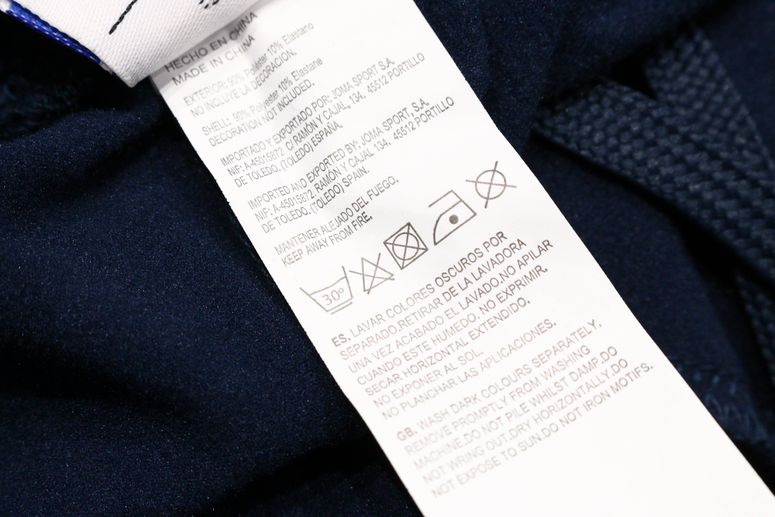 HECHO EN CHINA
MADE IN CHINA
EXTERIOR: 90% Polyester 10% Elastane
NO INCLUYE LA DECORACION.
SHELL: 90% Polyester 10% Elastane
DECORATION NOT INCLUDED.
IMPORTADO Y EXPORTADO POR: JOMA SPORT, S.A.
NIF: A-45015672, C/ RAMÓN Y CAJAL, 134, 45512 PORTILLO
DE TOLEDO, (TOLEDO) ESPAÑA.
IMPORTED AND EXPORTED BY: JOMA SPORT, S.A.
NIF: A-45015672, RAMÓN Y CAJAL 134, 45512 PORTILLO
DE TOLEDO, (TOLEDO) SPAIN.
MANTENER ALEJADO DEL FUEGO.
KEEP AWAY FROM FIRE.
30º
ES. LAVAR COLORES OSCUROS POR
SEPARADO.RETIRAR DE LA LAVADORA
UNA VEZ ACABADO EL LAVADO.NO APILAR
CUANDO ESTE HUMEDO. NO EXPRIMIR.
SECAR HORIZONTAL EXTENDIDO.
NO EXPONER AL SOL.
NO PLANCHAR LAS APLICACIONES.
GB. WASH DARK COLOURS SEPARATELY.
REMOVE PROMPTLY FROM WASHING
MACHINE.DO NOT PILE WHILST DAMP.DO
NOT WRING OUT.DRY HORIZONTALLY.DO
NOT EXPOSE TO SUN.DO NOT IRON MOTIFS.